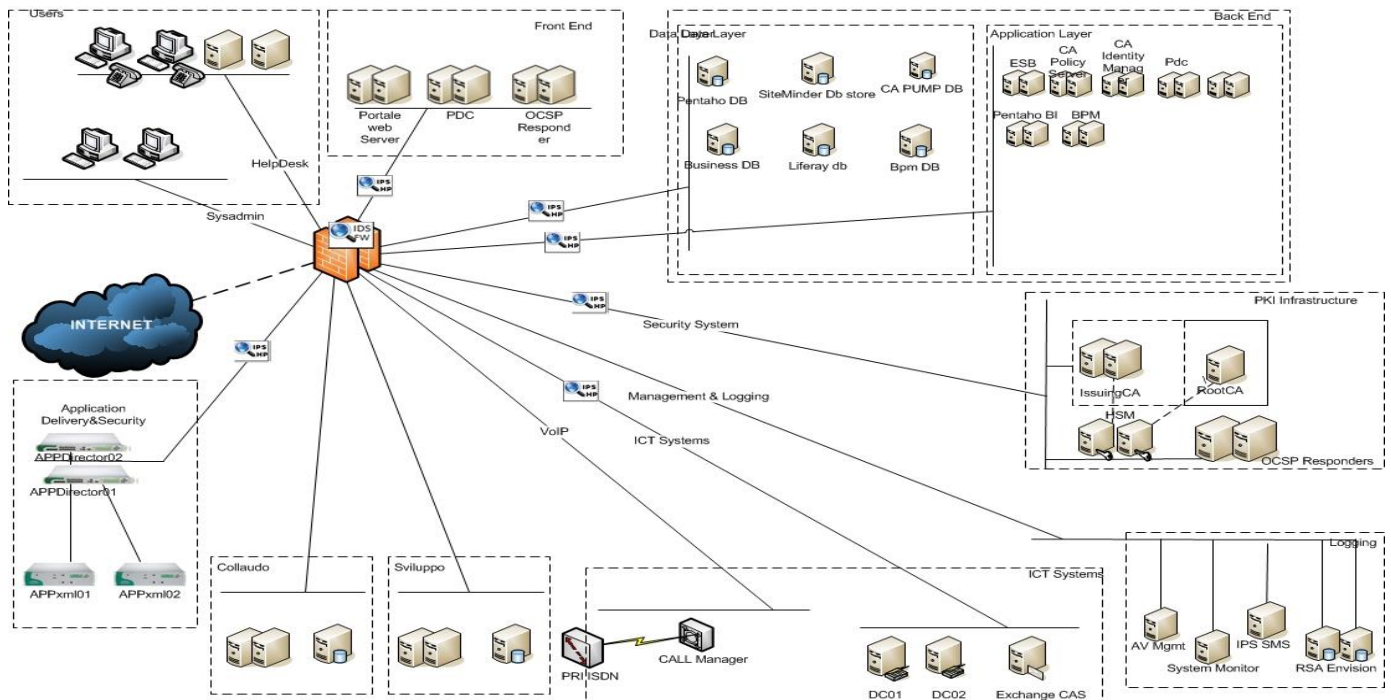 Users
HelpDesk
Sysadmin
Front End
Portale
web
Server
PDC
OCSP
Respond
er
IPS
HP
IPS
HP
IPS
HP
IDS
FW
Back End
Data Layer
Data Layer
Pentaho DB
SiteMinder Db store
CA PUMP DB
Business DB
Liferay db
Bpm DB
Application Layer
ESB
CA
Policy
Server
CA
Identity
Manag
er
Pdc
Pentaho BI
BPM
INTERNET
IPS
HP
IPS
HP
IPS
HP
Security System
Management & Logging
ICT Systems
VoIP
PKI Infrastructure
IssuingCA
RootCA
HSM
OCSP Responders
Application
Delivery&Security
APPDirector02
APPDirector01
APPxml01
APPxml02
Collaudo
Sviluppo
ICT Systems
PRI ISDN
CALL Manager
DC01
DC02
Exchange CAS
Logging
AV Mgmt
System Monitor
IPS SMS
RSA Envision